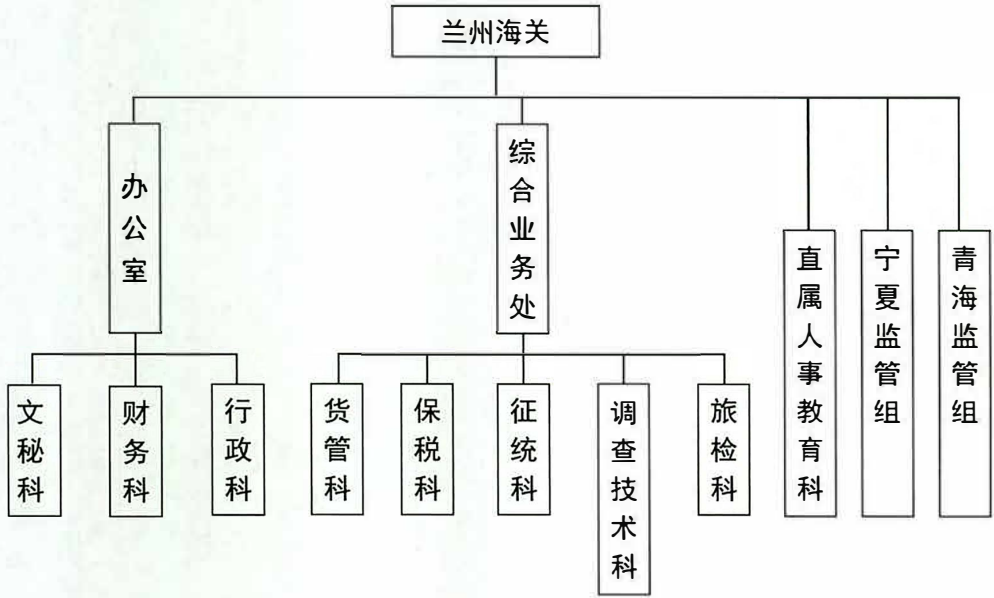 兰州海关
办公室
综合业务处
直属人事教育科
宁夏监管组
青海监管组
文秘科
财务科
行政科
货管科
保税科
征统科
调查技术科
旅检科